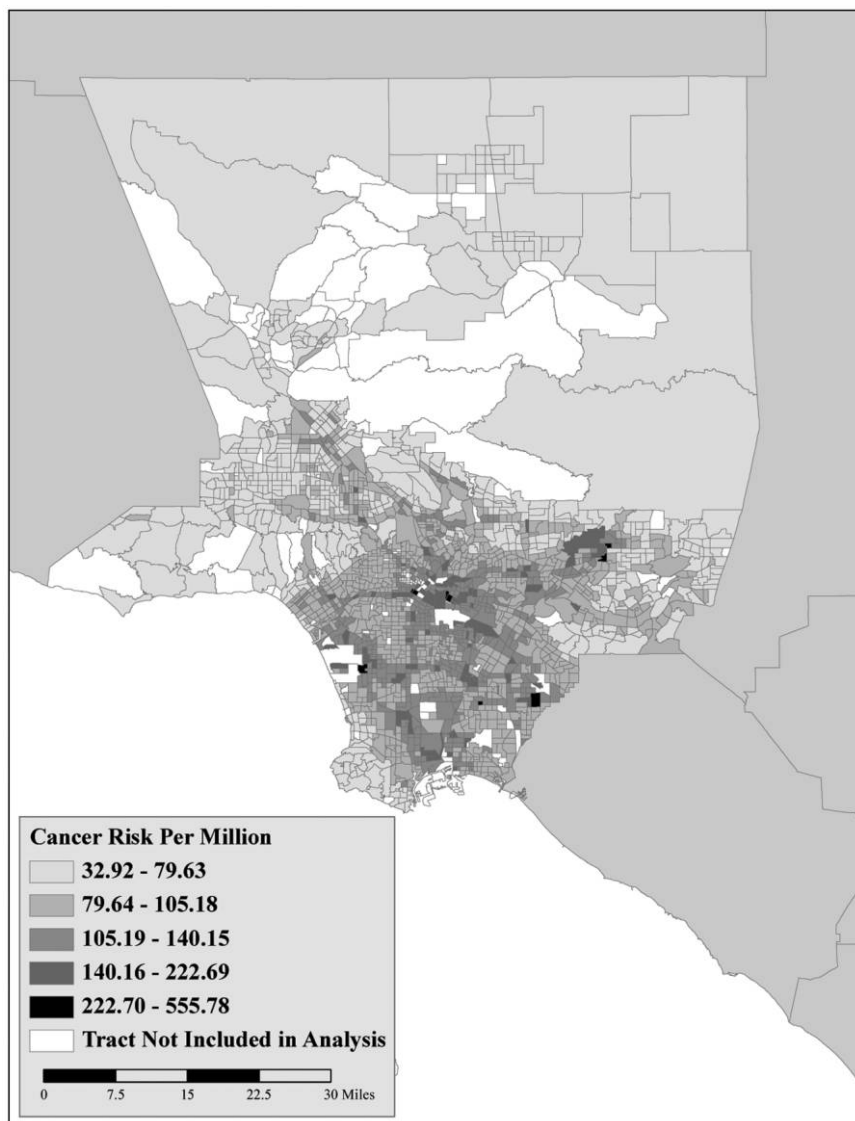 Cancer Risk Per Million
32.92 - 79.63
79.64 - 105.18
105.19 - 140.15
140.16 - 222.69
222.70 - 555.78
Tract Not Included in Analysis
0 7.5 15 22.5 30 Miles